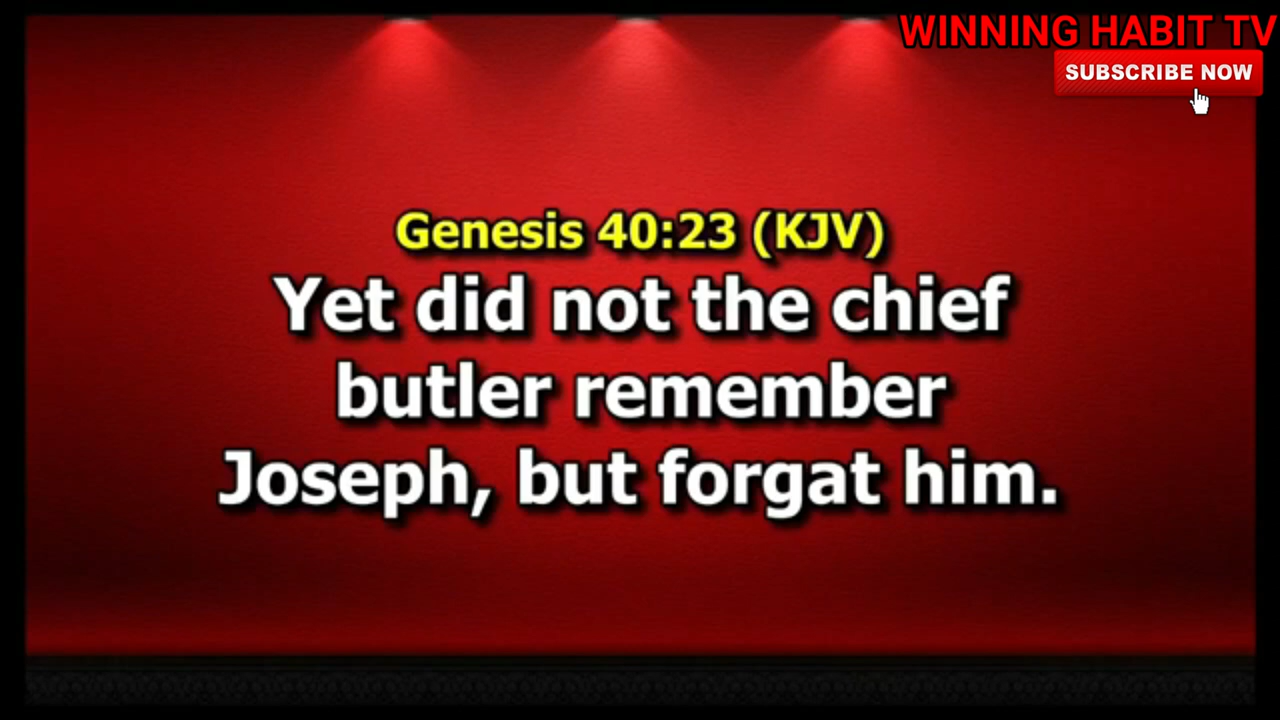 WINNING HABIT TV
SUBSCRIBE NOW
Genesis 40:23 (KJV)
Yet did not the chief
butler remember
Joseph, but forgat him.